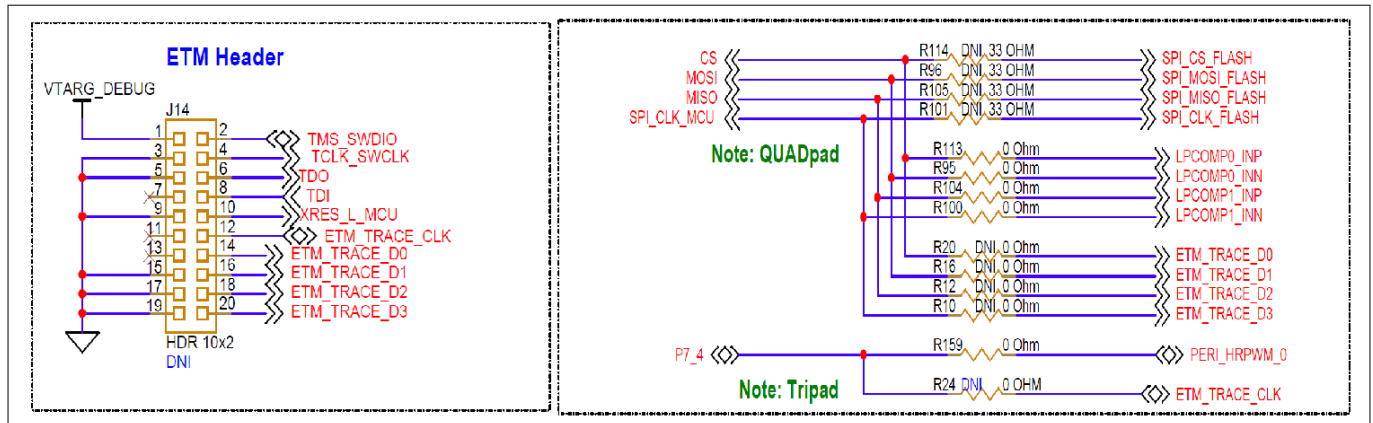 ETM Header
VTARG_DEBUG
J14
1 2 TMS_SWDIO
3 4 TCLK_SWCLK
5 6 TDO
7 8 TDI
9 10 XRES_L_MCU
11 12 ETM_TRACE_CLK
13 14 ETM_TRACE_D0
15 16 ETM_TRACE_D1
17 18 ETM_TRACE_D2
19 20 ETM_TRACE_D3
HDR 10x2
DNI
CS R114 DNI 33 OHM SPI_CS_FLASH
MOSI R96 DNI 33 OHM SPI_MOSI_FLASH
MISO R105 DNI 33 OHM SPI_MISO_FLASH
SPI_CLK_MCU R101 DNI 33 OHM SPI_CLK_FLASH
Note: QUADpad
R113 0 Ohm LPCOMP0_INP
R95 0 Ohm LPCOMP0_INN
R104 0 Ohm LPCOMP1_INP
R100 0 Ohm LPCOMP1_INN
R20 DNI 0 Ohm ETM_TRACE_D0
R16 DNI 0 Ohm ETM_TRACE_D1
R12 DNI 0 Ohm ETM_TRACE_D2
R10 DNI 0 Ohm ETM_TRACE_D3
P7_4 R159 0 Ohm PERI_HRPWM_0
Note: Tripad
R24 DNI 0 OHM ETM_TRACE_CLK